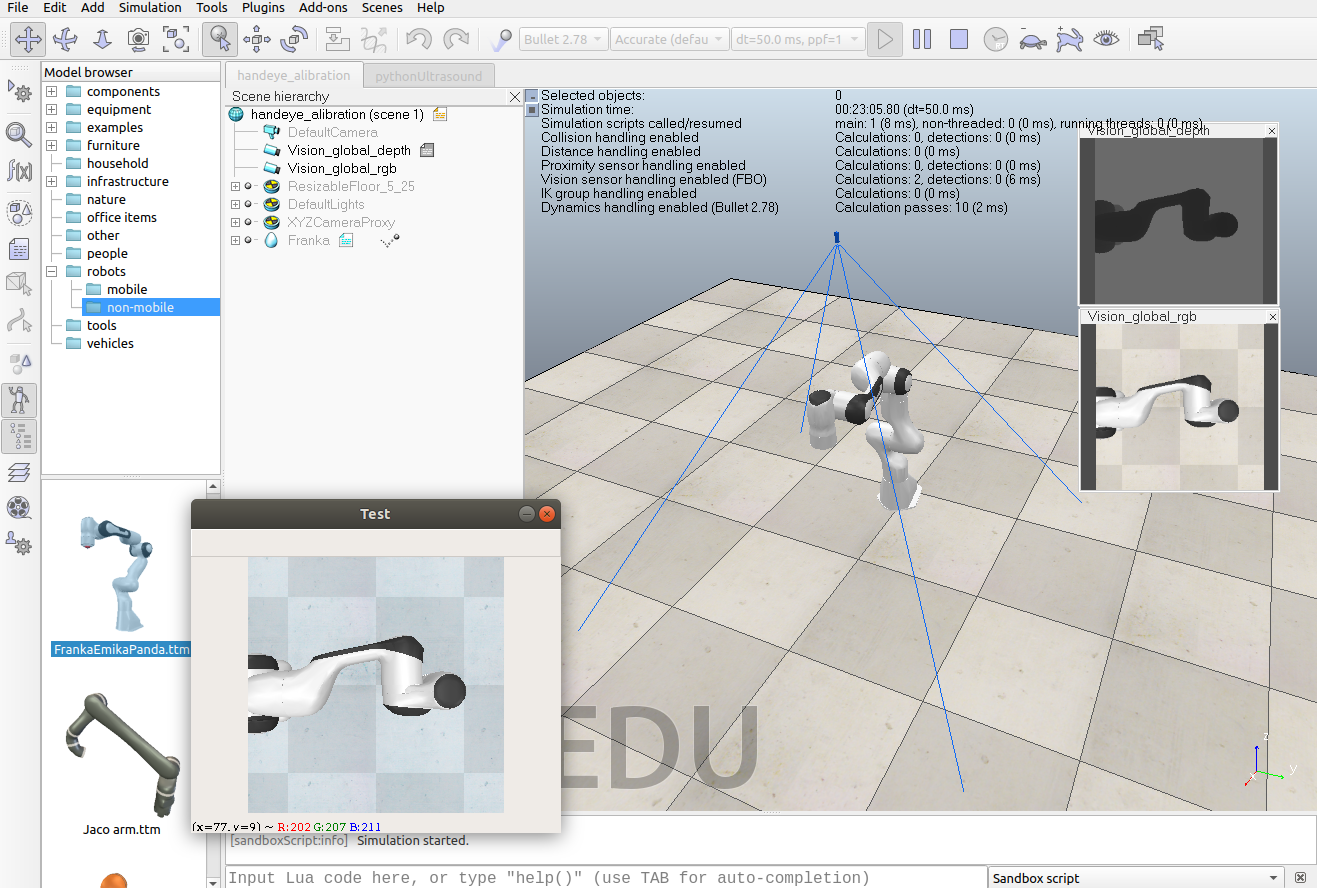 File Edit Add Simulation Tools Plugins Add-ons Scenes Help
Bullet 2.78 Accurate (defau dt=50.0 ms, ppf=1
Model browser
components
equipment
examples
furniture
household
infrastructure
nature
office items
other
people
robots
mobile
non-mobile
tools
vehicles
FrankaEmikaPanda.ttm
Jaco arm.ttm
handeye_alibration pythonUltrasound
Scene hierarchy
handeye_alibration (scene 1)
DefaultCamera
Vision_global_depth
Vision_global_rgb
ResizableFloor_5_25
DefaultLights
XYZCameraProxy
Franka
Selected objects: 0
Simulation time: 00:23:05.80 (dt=50.0 ms)
Simulation scripts called/resumed main: 1 (8 ms), non-threaded: 0 (0 ms), running threads: 0 (0 ms)
Collision handling enabled Calculations: 0, detections: 0 (0 ms)
Distance handling enabled Calculations: 0 (0 ms)
Proximity sensor handling enabled Calculations: 0, detections: 0 (0 ms)
Vision sensor handling enabled (FBO) Calculations: 2, detections: 0 (6 ms)
IK group handling enabled Calculations: 0 (0 ms)
Dynamics handling enabled (Bullet 2.78) Calculation passes: 10 (2 ms)
Vision_global_depth
Vision_global_rgb
Test
(x=77, y=9) ~ R:202 G:207 B:211
EDU
z
y
x
[sandboxScript:info] Simulation started.
Input Lua code here, or type "help()" (use TAB for auto-completion)
Sandbox script